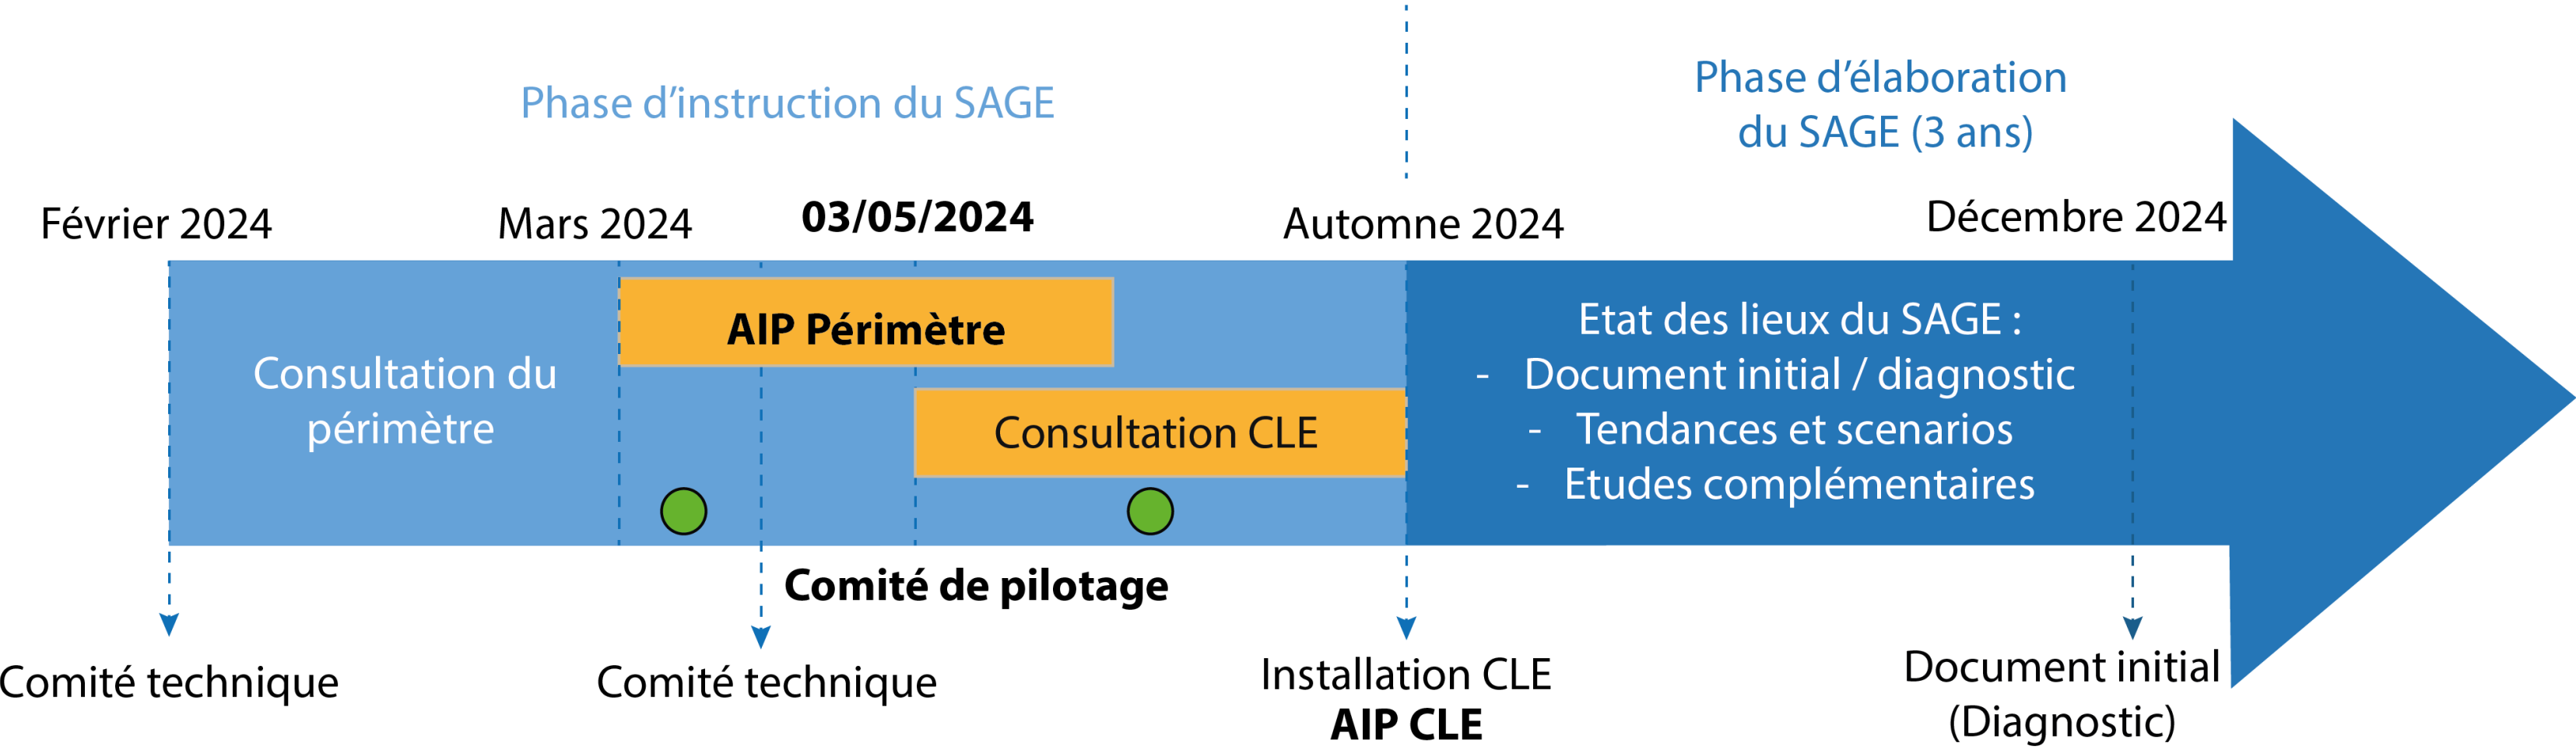 Phase d’instruction du SAGE
Phase d’élaboration
du SAGE (3 ans)
Février 2024
Mars 2024
03/05/2024
Automne 2024
Décembre 2024
Consultation du
périmètre
AIP Périmètre
Consultation CLE
Etat des lieux du SAGE :
- Document initial / diagnostic
- Tendances et scenarios
- Etudes complémentaires
Comité de pilotage
Comité technique
Comité technique
Installation CLE
AIP CLE
Document initial
(Diagnostic)